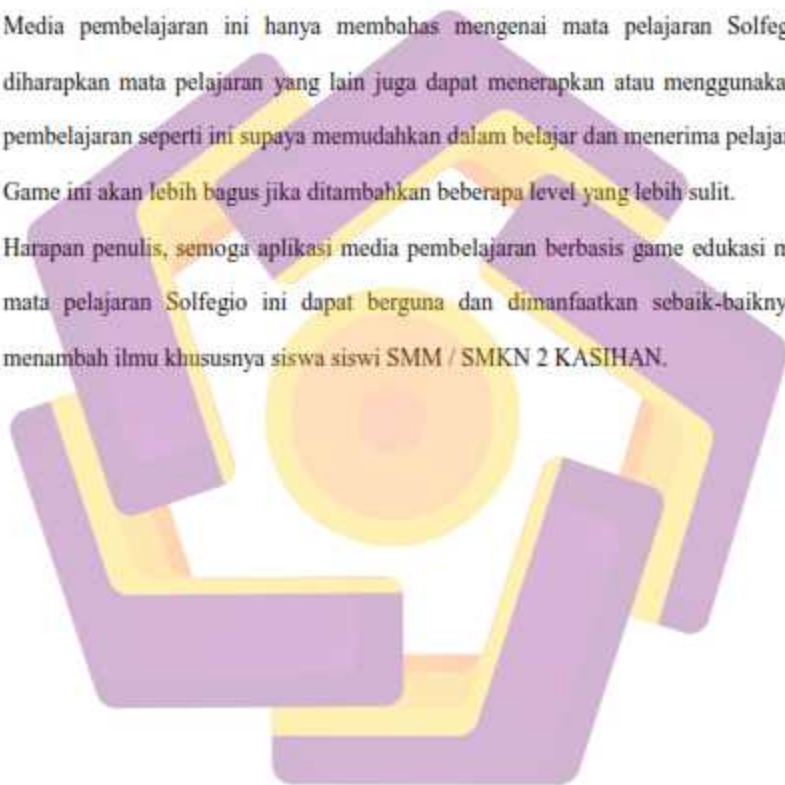 Media pembelajaran ini hanya membahas mengenai mata pelajaran Solfeg
diharapkan mata pelajaran yang lain juga dapat menerapkan atau menggunaka
pembelajaran seperti ini supaya memudahkan dalam belajar dan menerima pelajar
Game ini akan lebih bagus jika ditambahkan beberapa level yang lebih sulit.
Harapan penulis, semoga aplikasi media pembelajaran berbasis game edukasi m
mata pelajaran Solfegio ini dapat berguna dan dimanfaatkan sebaik-baikny
menambah ilmu khususnya siswa siswi SMM / SMKN 2 KASIHAN.